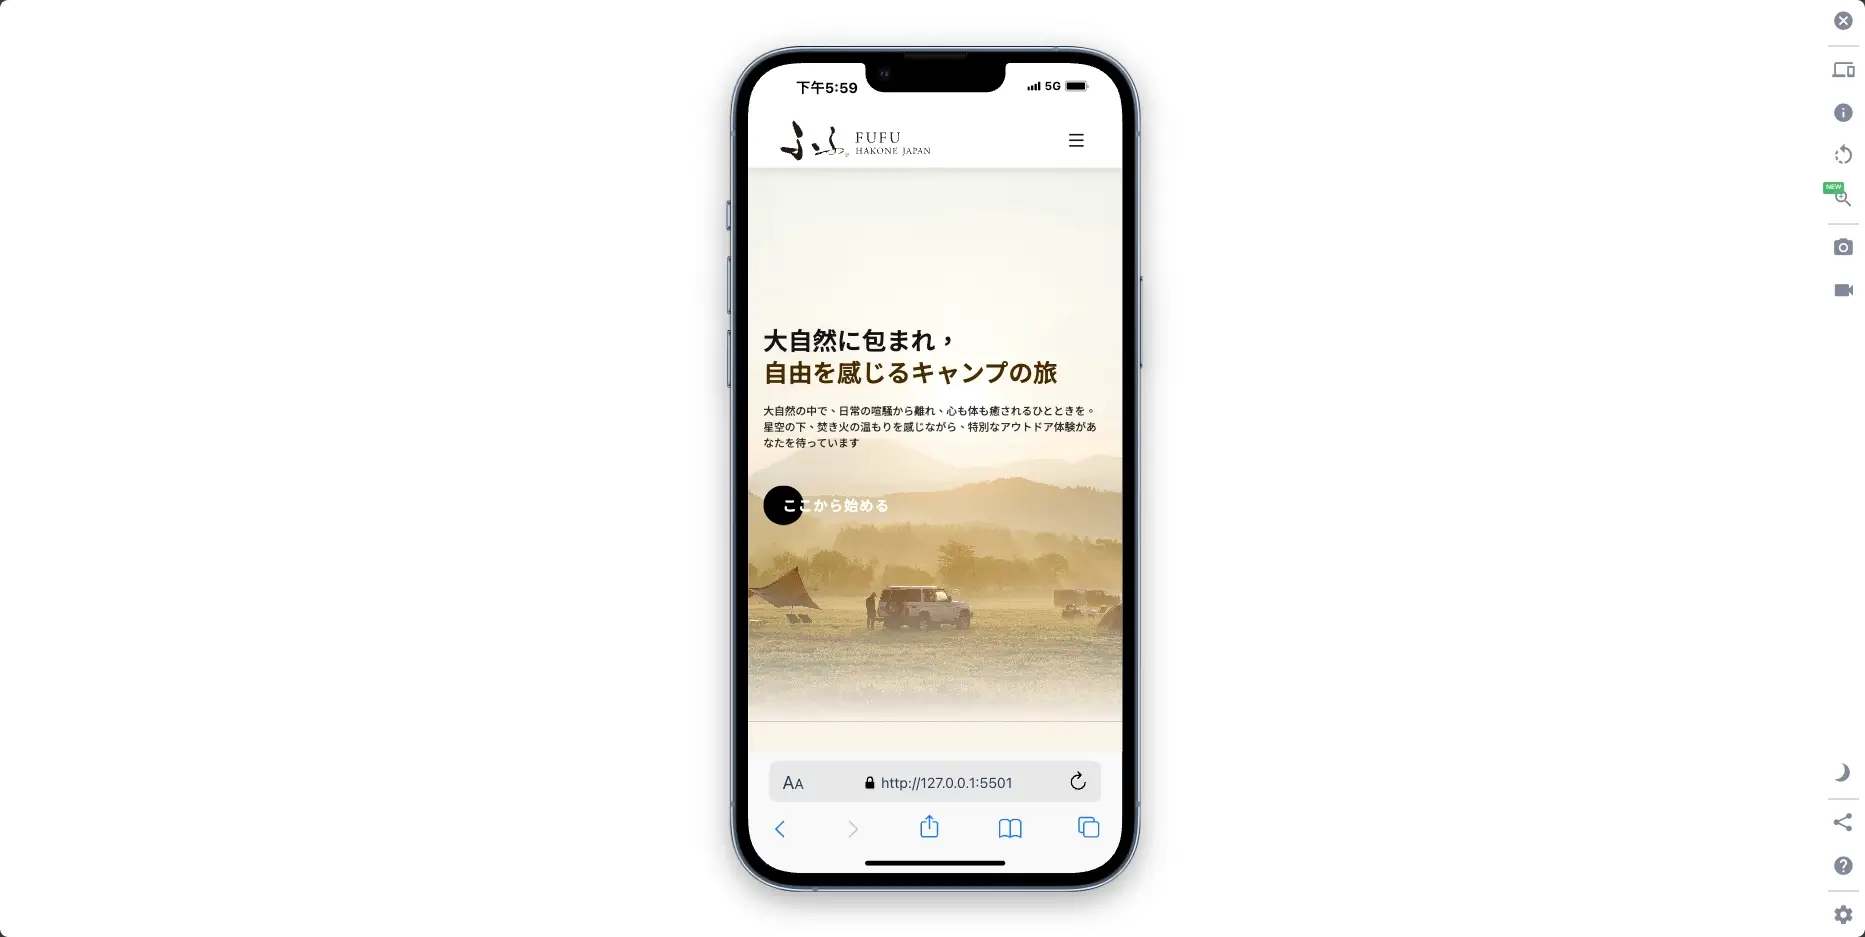 下午5:59
5G
FUFU
HAKONE JAPAN
大自然に包まれ，
自由を感じるキャンプの旅
大自然の中で、日常の喧騒から離れ、心も体も癒されるひとときを。
星空の下、焚き火の温もりを感じながら、特別なアウトドア体験があ
なたを待っています
ここから始める
AA
http://127.0.0.1:5501
NEW